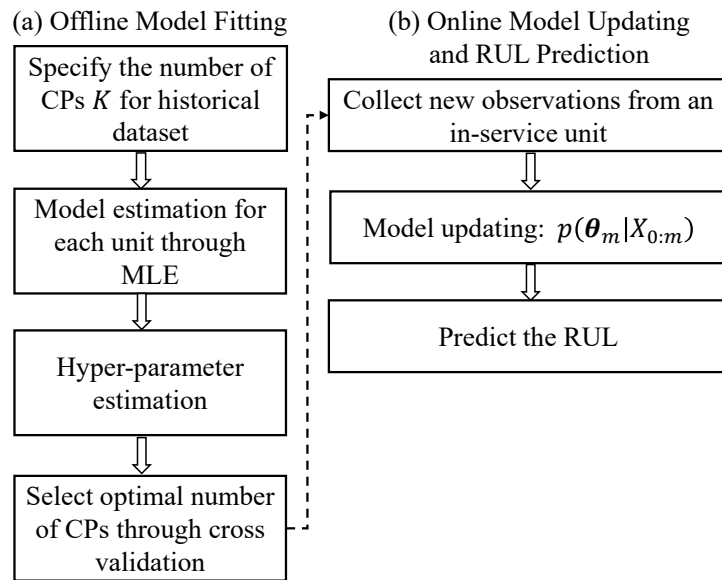 (a) Offline Model Fitting
Specify the number of
CPs K for historical
dataset
Model estimation for
each unit through
MLE
Hyper-parameter
estimation
Select optimal number
of CPs through cross
validation
(b) Online Model Updating
and RUL Prediction
Collect new observations from an
in-service unit
Model updating: p(θₘ|X₀:ₘ)
Predict the RUL